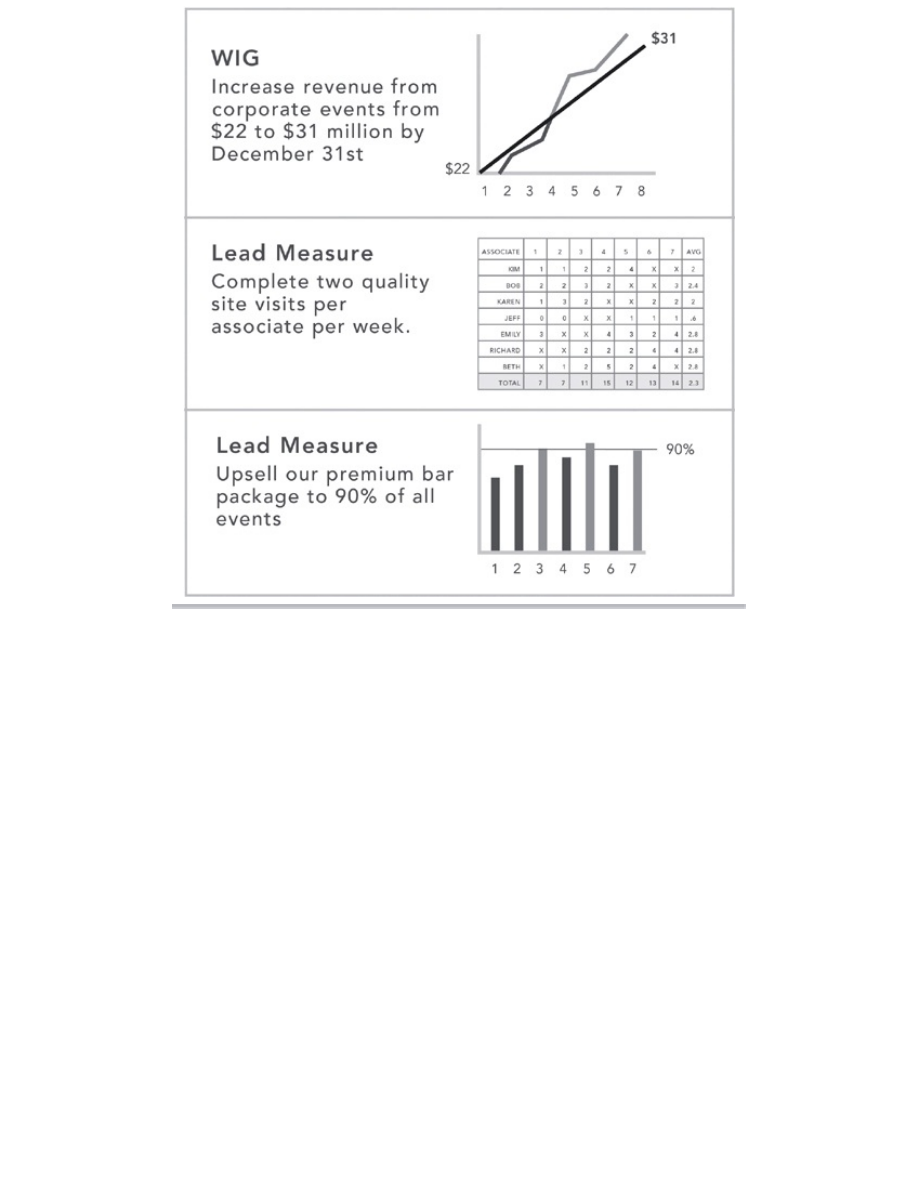 WIG
Increase revenue from
corporate events from
$22 to $31 million by
December 31st
$31
$22
1 2 3 4 5 6 7 8
Lead Measure
Complete two quality
site visits per
associate per week.
ASSOCIATE 1 2 3 4 5 6 7 AVG
KIM 1 1 2 2 4 X X 2
BOB 2 2 3 2 X X 3 2.4
KAREN 1 3 2 X X 2 2 2
JEFF 0 0 X X 1 1 1 .6
EMILY 3 X X 4 3 2 4 2.8
RICHARD X X 2 2 2 4 4 2.8
BETH X 1 2 5 2 4 X 2.8
TOTAL 7 7 11 15 12 13 14 2.3
Lead Measure
Upsell our premium bar
package to 90% of all
events
90%
1 2 3 4 5 6 7